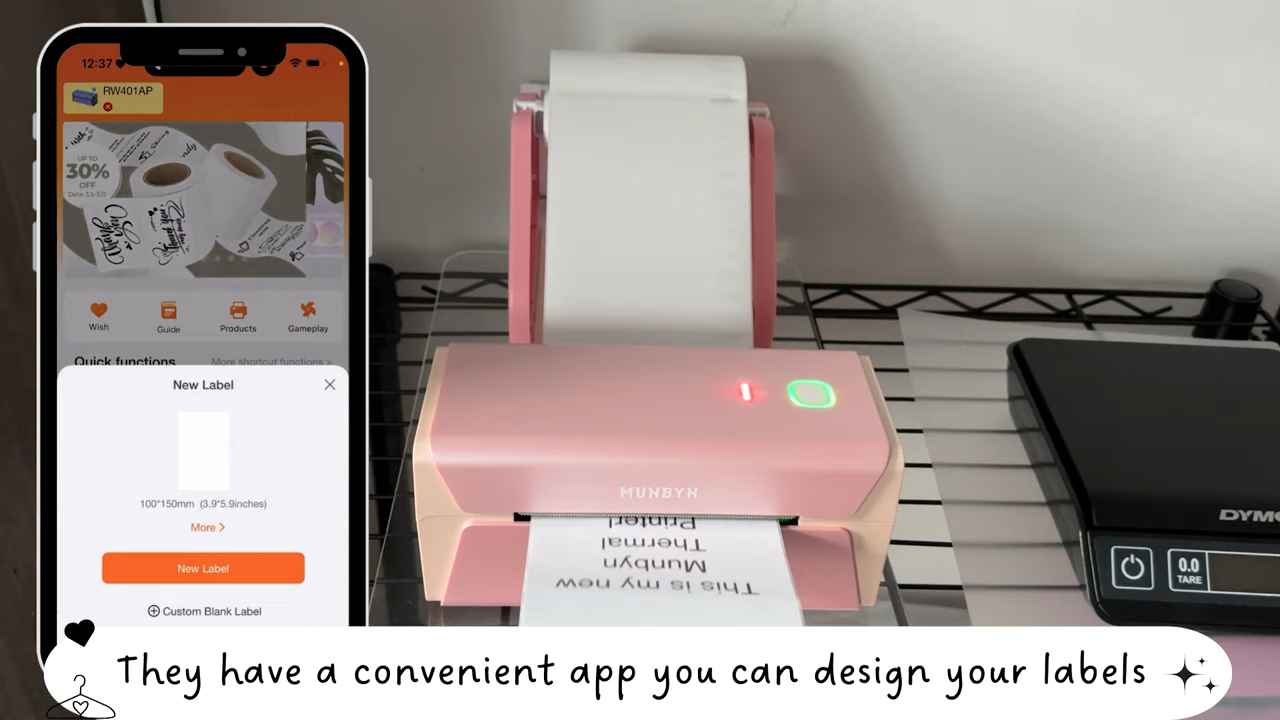 12:37
RW401AP
UP TO
30%
OFF
Wish
Guide
Products
Gameplay
Quick functions
More shortcut functions >
New Label
100*150mm (3.9*5.9inches)
More >
New Label
Custom Blank Label
MUNBYN
This is my new
Munbyn
Thermal
Printer!
DYMO
0.0
TARE
They have a convenient app you can design your labels